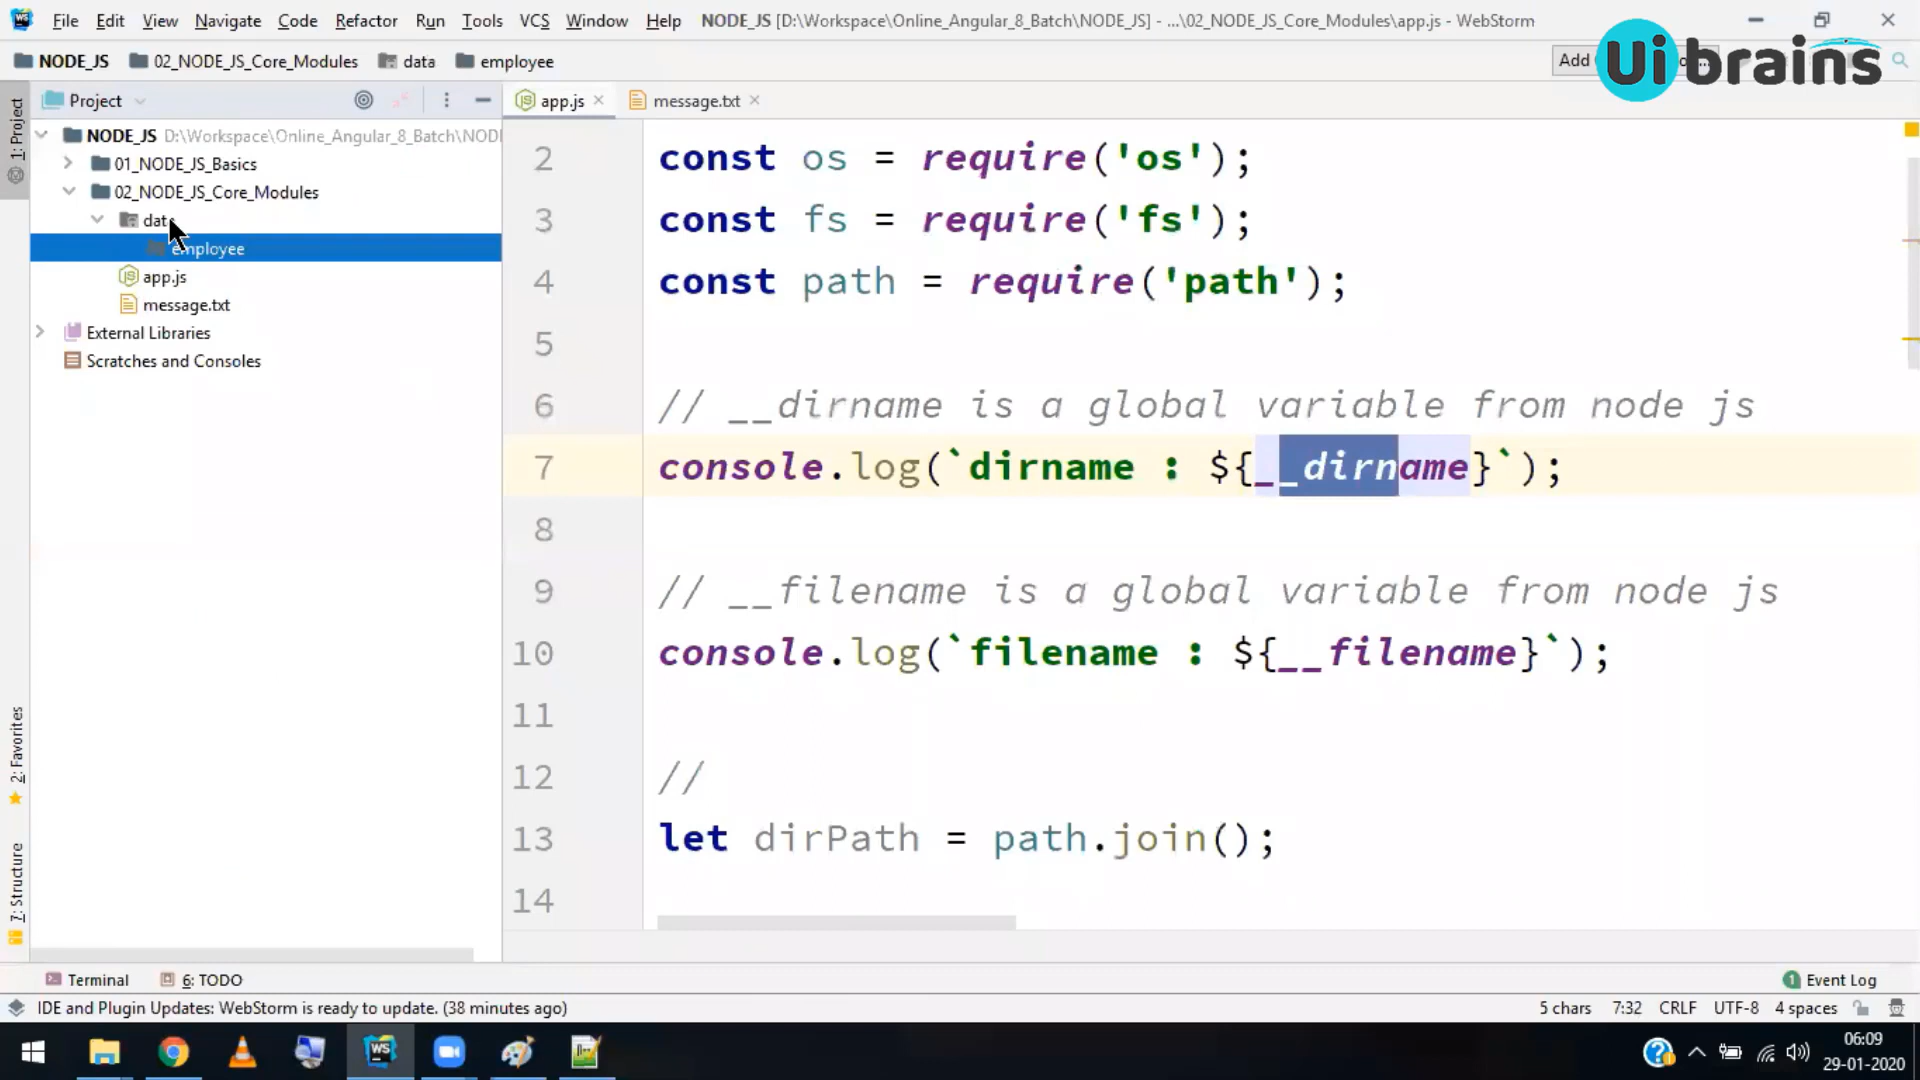 File Edit View Navigate Code Refactor Run Tools VCS Window Help NODE_JS [D:\Workspace\Online_Angular_8_Batch\NODE_JS] - ...\02_NODE_JS_Core_Modules\app.js - WebStorm
NODE_JS 02_NODE_JS_Core_Modules data employee Add
Uibrains
Project app.js message.txt
1: Project
NODE_JS D:\Workspace\Online_Angular_8_Batch\NOD
01_NODE_JS_Basics
02_NODE_JS_Core_Modules
data
employee
app.js
message.txt
External Libraries
Scratches and Consoles
2: Favorites
7: Structure
2 const os = require('os');
3 const fs = require('fs');
4 const path = require('path');
5
6 // __dirname is a global variable from node js
7 console.log(`dirname : ${__dirname}`);
8
9 // __filename is a global variable from node js
10 console.log(`filename : ${__filename}`);
11
12 //
13 let dirPath = path.join();
14
Terminal 6: TODO 1 Event Log
IDE and Plugin Updates: WebStorm is ready to update. (38 minutes ago) 5 chars 7:32 CRLF UTF-8 4 spaces
WS
06:09
29-01-2020